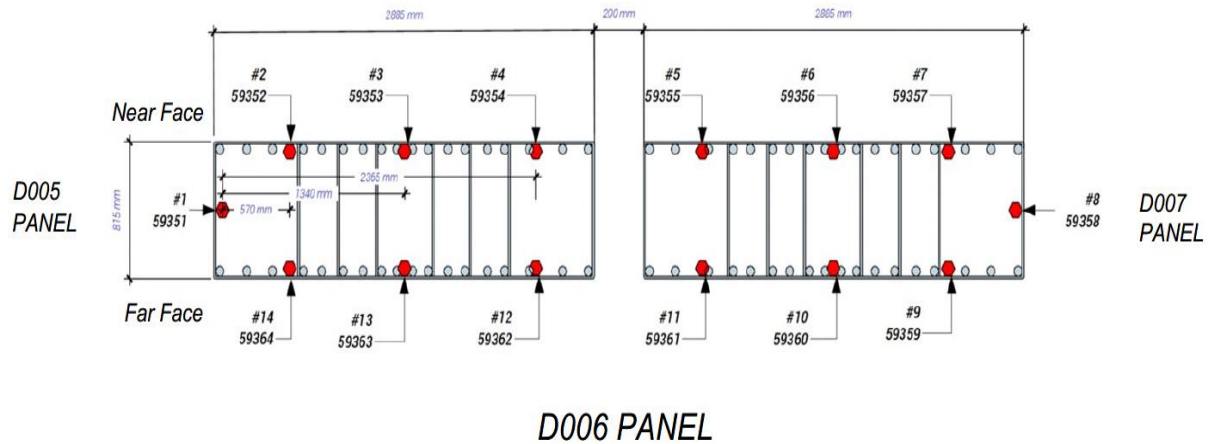 2885 mm
200 mm
2885 mm
#2
59352
#3
59353
#4
59354
#5
59355
#6
59356
#7
59357
Near Face
2365 mm
1340 mm
570 mm
815 mm
D005
PANEL
#1
59351
#8
59358
D007
PANEL
Far Face
#14
59364
#13
59363
#12
59362
#11
59361
#10
59360
#9
59359
D006 PANEL